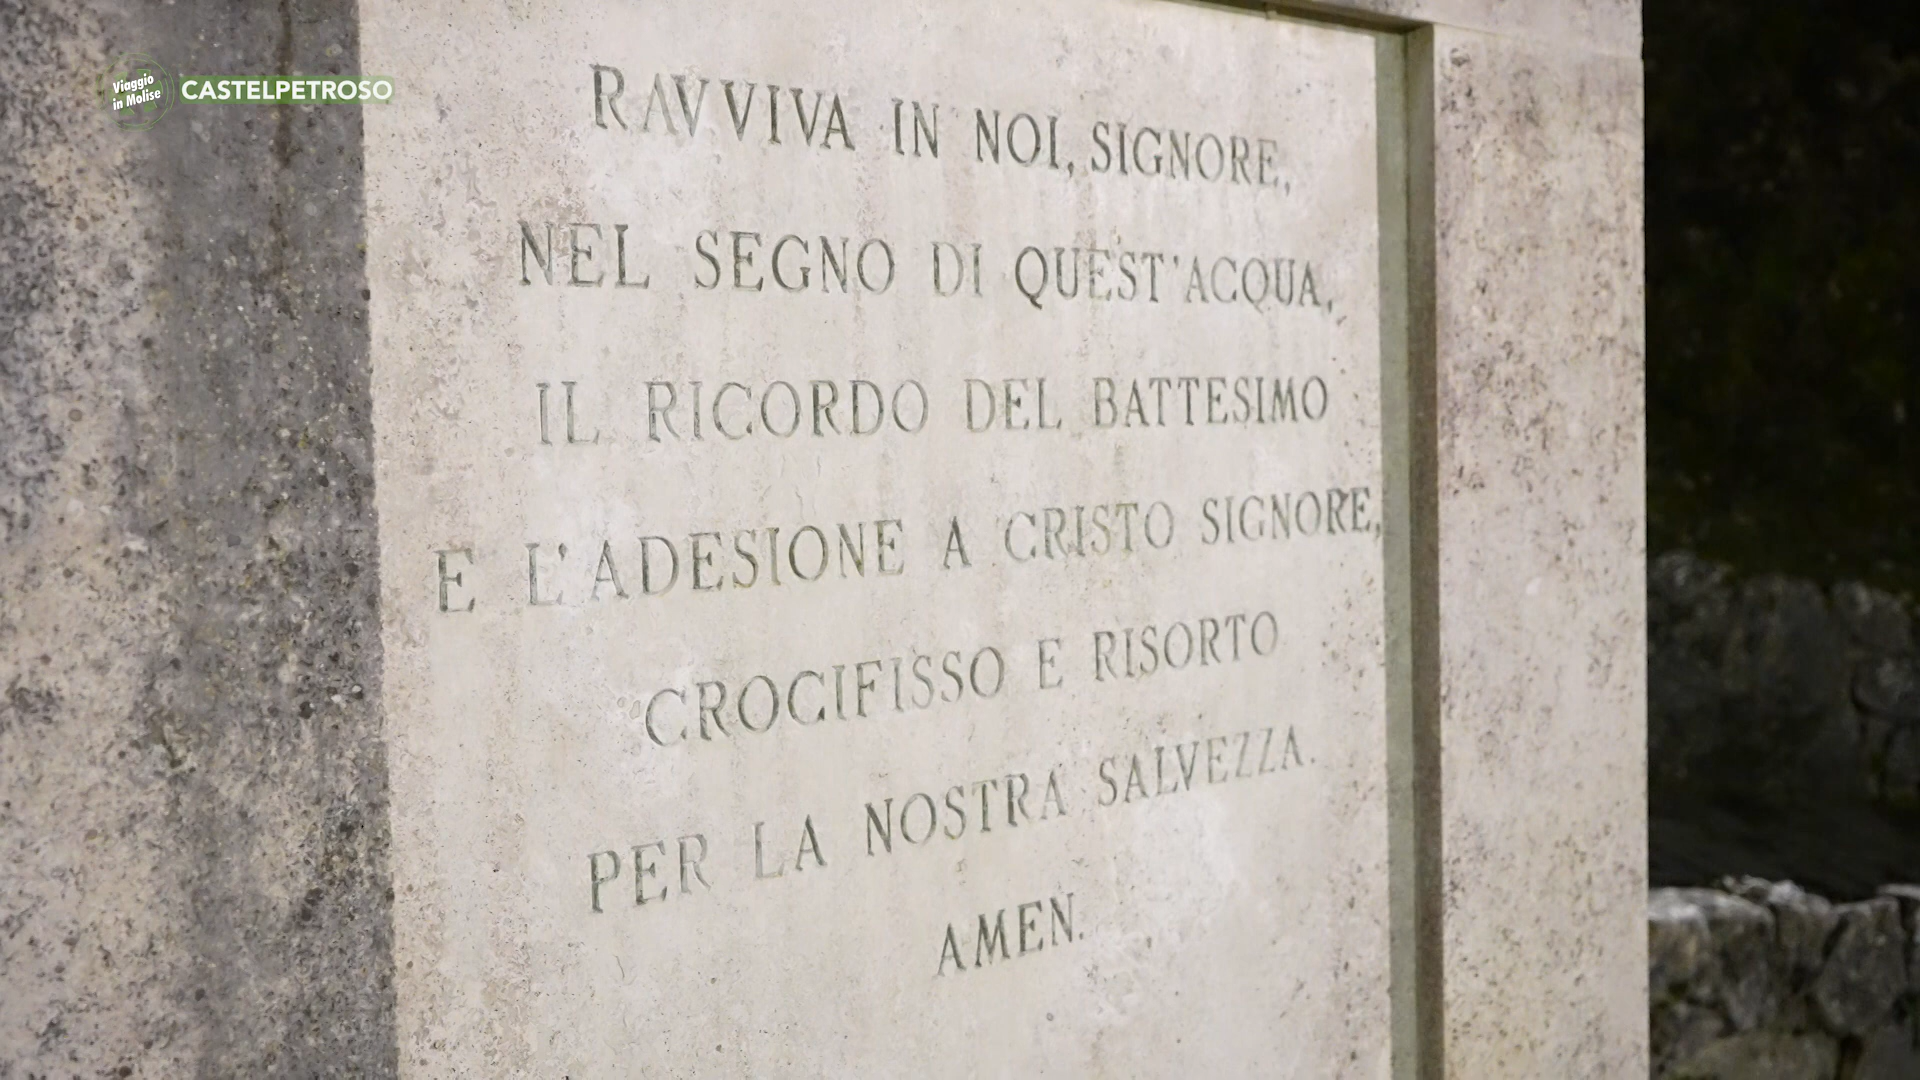 Viaggio
in Molise
CASTELPETROSO
RAVVIVA IN NOI, SIGNORE,
NEL SEGNO DI QUEST'ACQUA,
IL RICORDO DEL BATTESIMO
E L'ADESIONE A CRISTO SIGNORE,
CROCIFISSO E RISORTO
PER LA NOSTRA SALVEZZA.
AMEN.